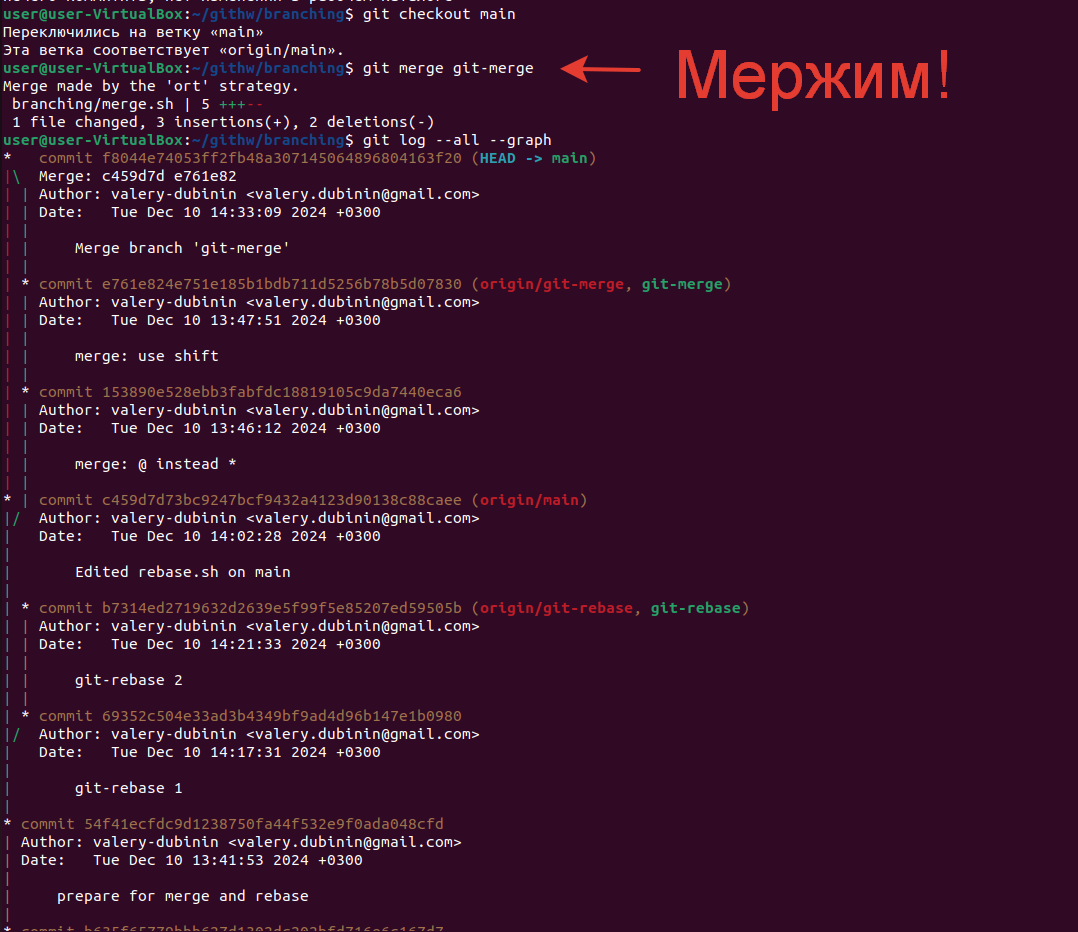 user@user-VirtualBox:~/githw/branching$ git checkout main
Переключились на ветку «main»
Эта ветка соответствует «origin/main».
user@user-VirtualBox:~/githw/branching$ git merge git-merge
Мержим!
Merge made by the 'ort' strategy.
 branching/merge.sh | 5 +++--
 1 file changed, 3 insertions(+), 2 deletions(-)
user@user-VirtualBox:~/githw/branching$ git log --all --graph
*   commit f8044e74053ff2fb48a307145064896804163f20 (HEAD -> main)
|\  Merge: c459d7d e761e82
| | Author: valery-dubinin <valery.dubinin@gmail.com>
| | Date:   Tue Dec 10 14:33:09 2024 +0300
| |
| |     Merge branch 'git-merge'
| |
| * commit e761e824e751e185b1bdb711d5256b78b5d07830 (origin/git-merge, git-merge)
| | Author: valery-dubinin <valery.dubinin@gmail.com>
| | Date:   Tue Dec 10 13:47:51 2024 +0300
| |
| |     merge: use shift
| |
| * commit 153890e528ebb3fabfdc18819105c9da7440eca6
| | Author: valery-dubinin <valery.dubinin@gmail.com>
| | Date:   Tue Dec 10 13:46:12 2024 +0300
| |
| |     merge: @ instead *
| |
* | commit c459d7d73bc9247bcf9432a4123d90138c88caee (origin/main)
|/  Author: valery-dubinin <valery.dubinin@gmail.com>
|   Date:   Tue Dec 10 14:02:28 2024 +0300
|
|       Edited rebase.sh on main
|
| * commit b7314ed2719632d2639e5f99f5e85207ed59505b (origin/git-rebase, git-rebase)
| | Author: valery-dubinin <valery.dubinin@gmail.com>
| | Date:   Tue Dec 10 14:21:33 2024 +0300
| |
| |     git-rebase 2
| |
| * commit 69352c504e33ad3b4349bf9ad4d96b147e1b0980
|/  Author: valery-dubinin <valery.dubinin@gmail.com>
|   Date:   Tue Dec 10 14:17:31 2024 +0300
|
|       git-rebase 1
|
* commit 54f41ecfdc9d1238750fa44f532e9f0ada048cfd
| Author: valery-dubinin <valery.dubinin@gmail.com>
| Date:   Tue Dec 10 13:41:53 2024 +0300
|
|     prepare for merge and rebase
|
* commit